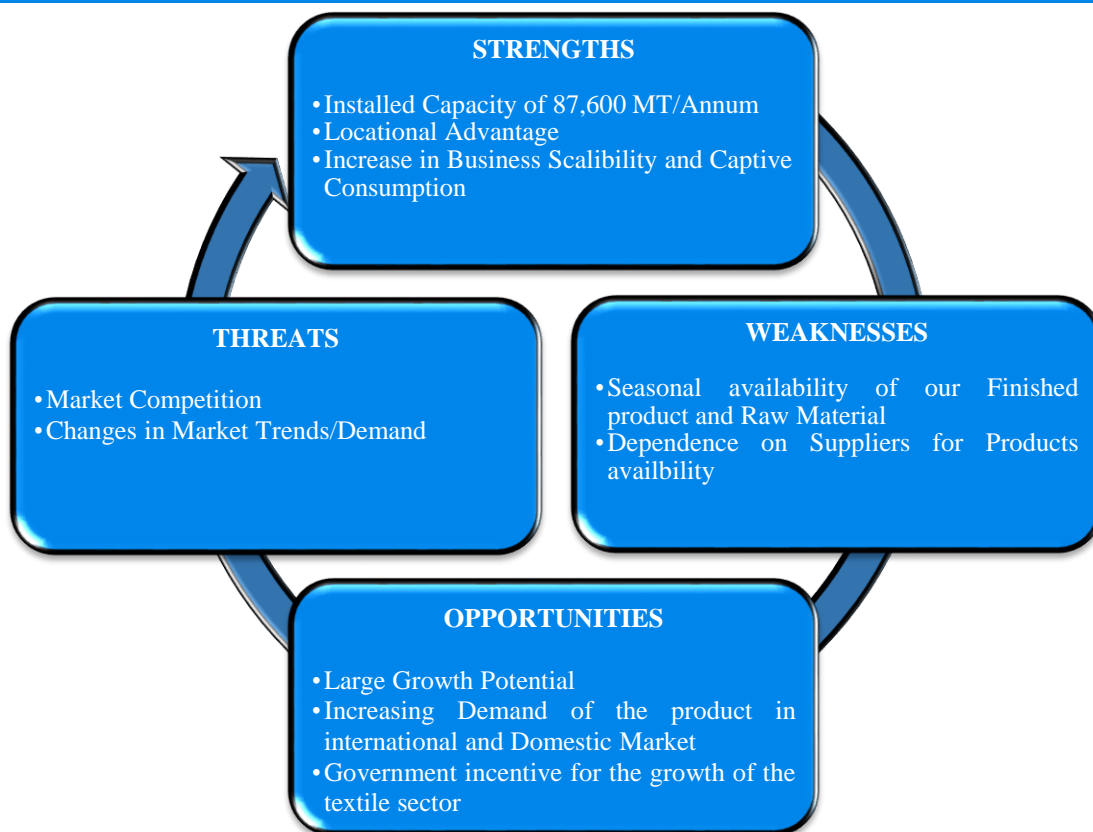 STRENGTHS
•Installed Capacity of 87,600 MT/Annum
•Locational Advantage
•Increase in Business Scalibility and Captive
Consumption
WEAKNESSES
•Seasonal availability of our Finished
product and Raw Material
•Dependence on Suppliers for Products
availbility
OPPORTUNITIES
•Large Growth Potential
•Increasing Demand of the product in
international and Domestic Market
•Government incentive for the growth of the
textile sector
THREATS
•Market Competition
•Changes in Market Trends/Demand